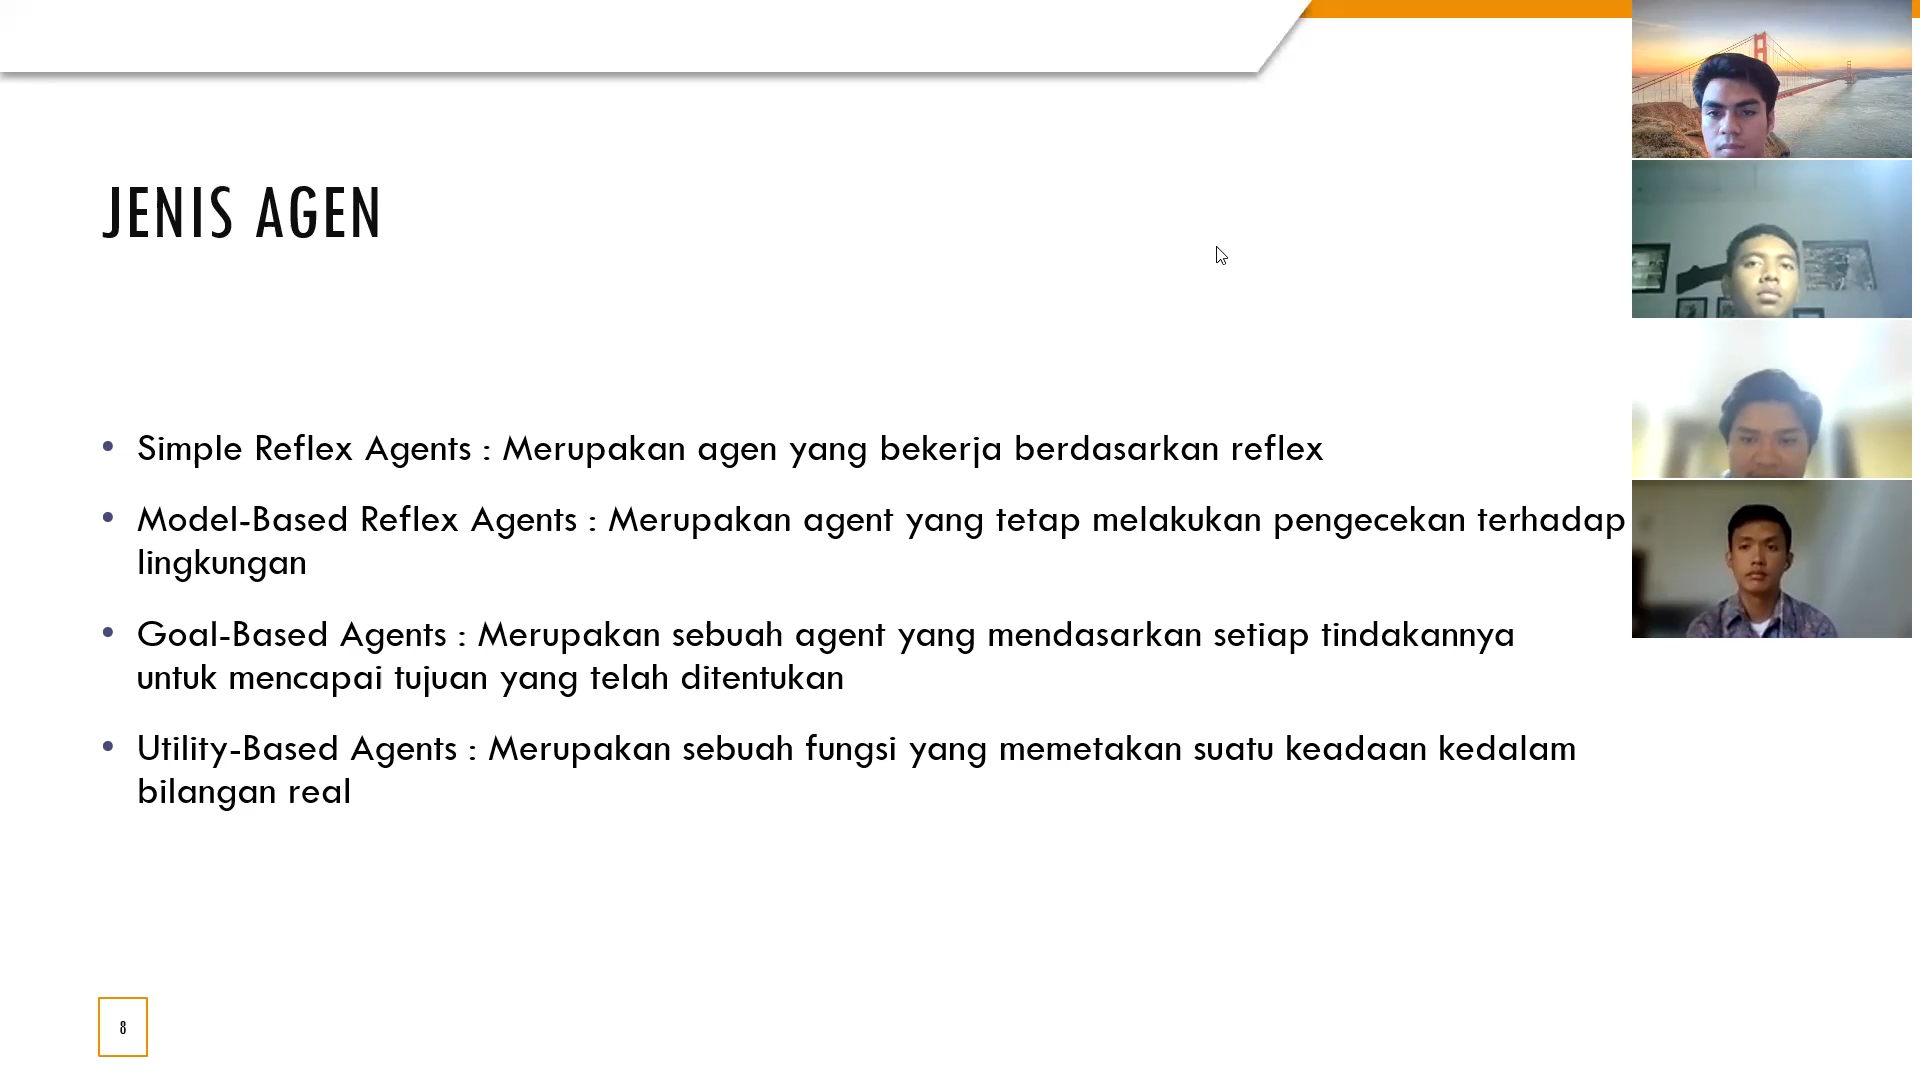 JENIS AGEN
• Simple Reflex Agents : Merupakan agen yang bekerja berdasarkan reflex
• Model-Based Reflex Agents : Merupakan agent yang tetap melakukan pengecekan terhadap
lingkungan
• Goal-Based Agents : Merupakan sebuah agent yang mendasarkan setiap tindakannya
untuk mencapai tujuan yang telah ditentukan
• Utility-Based Agents : Merupakan sebuah fungsi yang memetakan suatu keadaan kedalam
bilangan real
8